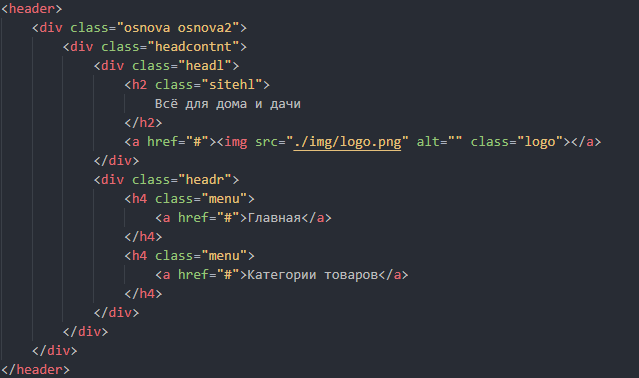 <header>
<div class="osnova osnova2">
<div class="headcontnt">
<div class="headl">
<h2 class="sitehl">
Всё для дома и дачи
</h2>
<a href="#"><img src="./img/logo.png" alt="" class="logo"></a>
</div>
<div class="headr">
<h4 class="menu">
<a href="#">Главная</a>
</h4>
<h4 class="menu">
<a href="#">Категории товаров</a>
</h4>
</div>
</div>
</div>
</header>